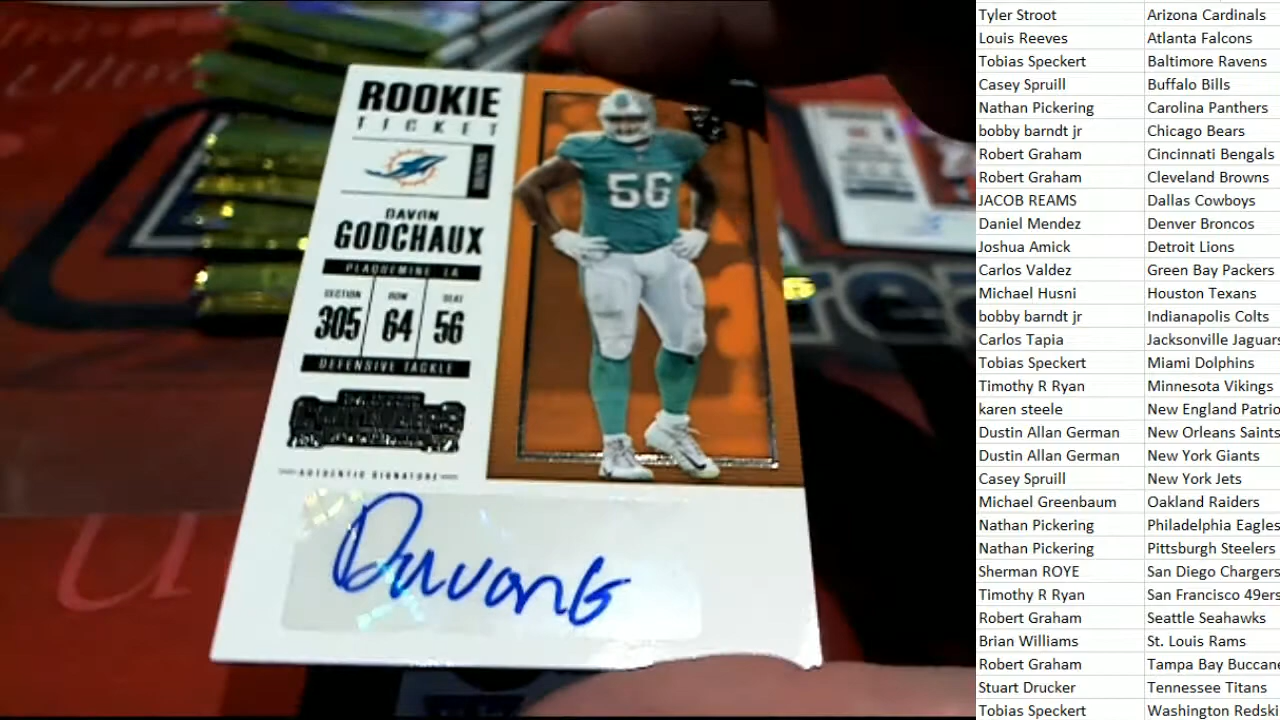 ROOKIE
TICKET
DOLPHINS
DAVON
GODCHAUX
PLAQUEMINE LA
SECTION ROW SEAT
305 64 56
DEFENSIVE TACKLE
CONTENDERS
AUTHENTIC SIGNATURE
Davon G
56
Tyler Stroot Arizona Cardinals
Louis Reeves Atlanta Falcons
Tobias Speckert Baltimore Ravens
Casey Spruill Buffalo Bills
Nathan Pickering Carolina Panthers
bobby barndt jr Chicago Bears
Robert Graham Cincinnati Bengals
Robert Graham Cleveland Browns
JACOB REAMS Dallas Cowboys
Daniel Mendez Denver Broncos
Joshua Amick Detroit Lions
Carlos Valdez Green Bay Packers
Michael Husni Houston Texans
bobby barndt jr Indianapolis Colts
Carlos Tapia Jacksonville Jaguars
Tobias Speckert Miami Dolphins
Timothy R Ryan Minnesota Vikings
karen steele New England Patrio
Dustin Allan German New Orleans Saints
Dustin Allan German New York Giants
Casey Spruill New York Jets
Michael Greenbaum Oakland Raiders
Nathan Pickering Philadelphia Eagles
Nathan Pickering Pittsburgh Steelers
Sherman ROYE San Diego Chargers
Timothy R Ryan San Francisco 49ers
Robert Graham Seattle Seahawks
Brian Williams St. Louis Rams
Robert Graham Tampa Bay Buccane
Stuart Drucker Tennessee Titans
Tobias Speckert Washington Redski